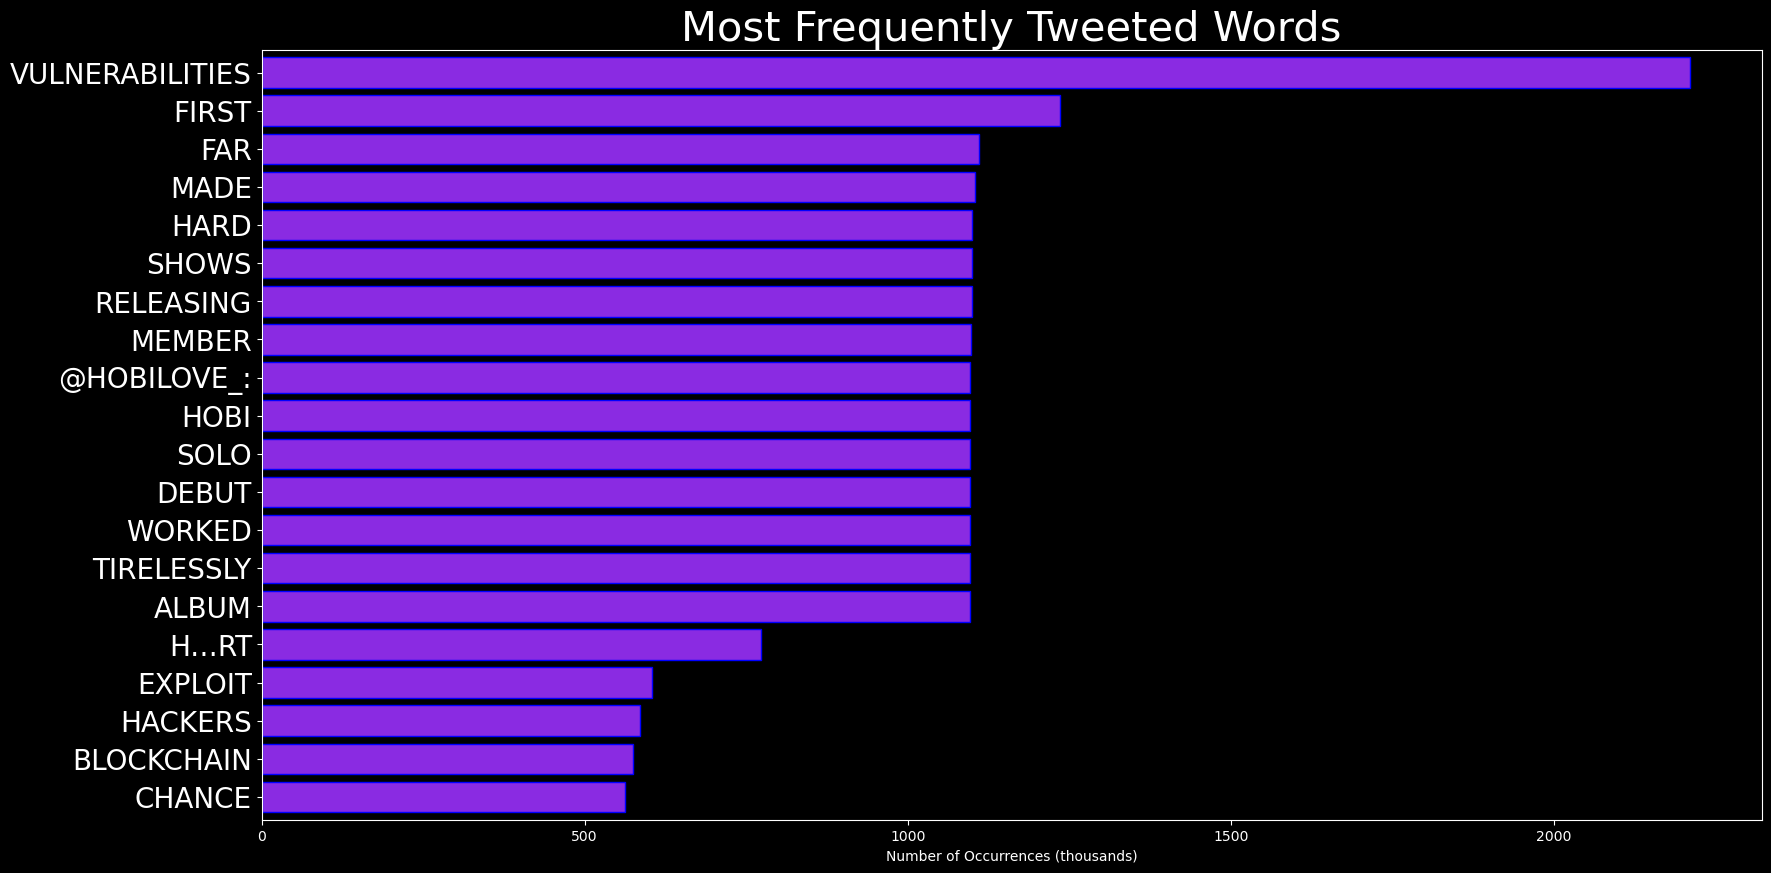 Most Frequently Tweeted Words
VULNERABILITIES
FIRST
FAR
MADE
HARD
SHOWS
RELEASING
MEMBER
@HOBILOVE_:
HOBI
SOLO
DEBUT
WORKED
TIRELESSLY
ALBUM
H...RT
EXPLOIT
HACKERS
BLOCKCHAIN
CHANCE
0 500 1000 1500 2000
Number of Occurrences (thousands)